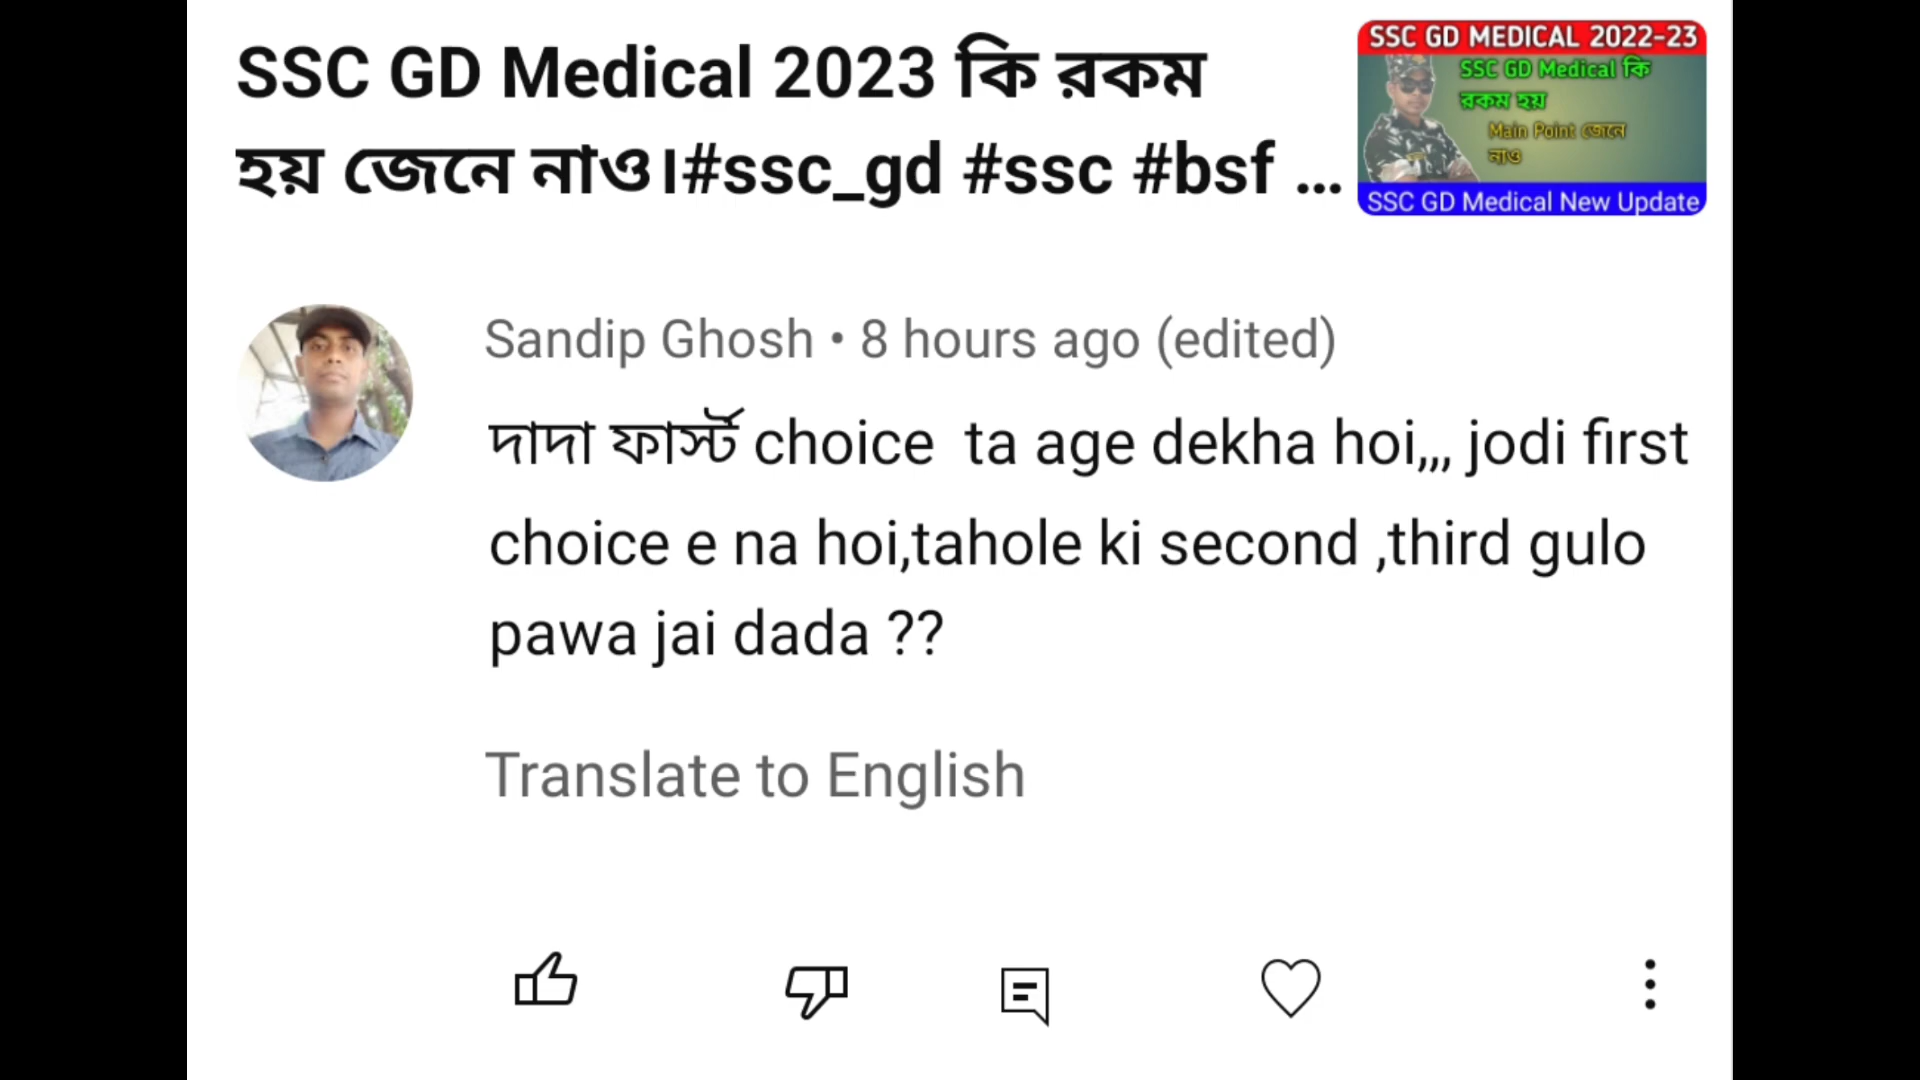 SSC GD Medical 2023 কি রকম
হয় জেনে নাও।#ssc_gd #ssc #bsf ...
SSC GD MEDICAL 2022-23
SSC GD Medical কি
রকম হয়
Main Point জেনে
নাও
SSC GD Medical New Update
Sandip Ghosh • 8 hours ago (edited)
দাদা ফার্স্ট choice ta age dekha hoi,,, jodi first
choice e na hoi,tahole ki second ,third gulo
pawa jai dada ??
Translate to English